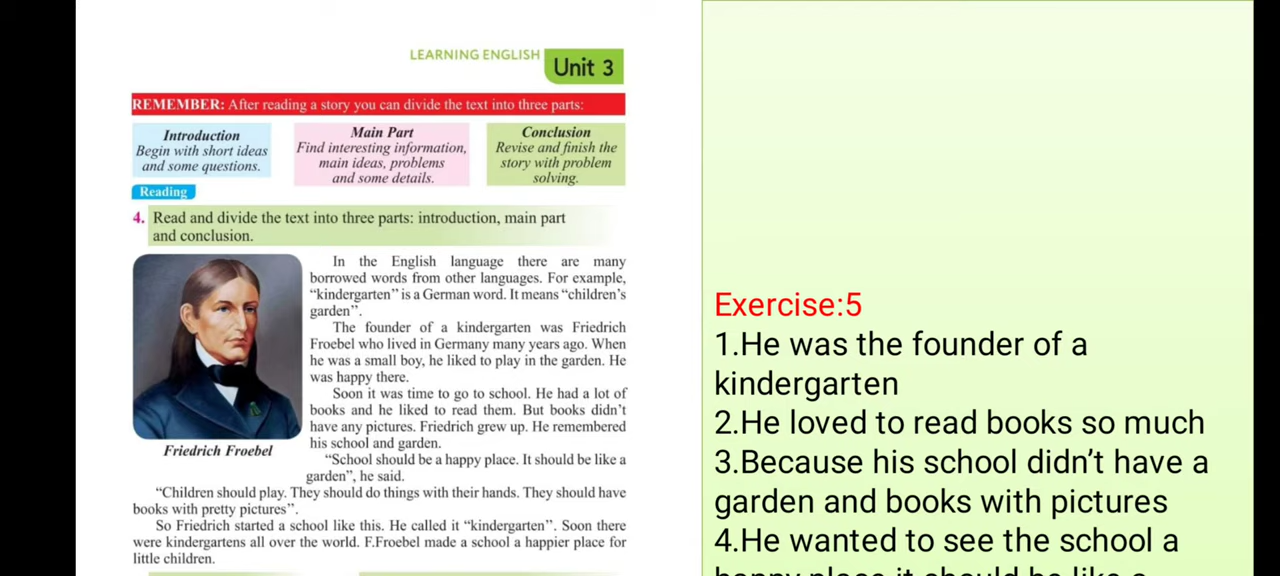 LEARNING ENGLISH
Unit 3
REMEMBER: After reading a story you can divide the text into three parts:
Introduction
Begin with short ideas
and some questions.
Main Part
Find interesting information,
main ideas, problems
and some details.
Conclusion
Revise and finish the
story with problem
solving.
Reading
4. Read and divide the text into three parts: introduction, main part
and conclusion.
In the English language there are many
borrowed words from other languages. For example,
“kindergarten” is a German word. It means “children’s
garden”.
The founder of a kindergarten was Friedrich
Froebel who lived in Germany many years ago. When
he was a small boy, he liked to play in the garden. He
was happy there.
Soon it was time to go to school. He had a lot of
books and he liked to read them. But books didn’t
have any pictures. Friedrich grew up. He remembered
his school and garden.
Friedrich Froebel
“School should be a happy place. It should be like a
garden”, he said.
“Children should play. They should do things with their hands. They should have
books with pretty pictures”.
So Friedrich started a school like this. He called it “kindergarten”. Soon there
were kindergartens all over the world. F.Froebel made a school a happier place for
little children.
Exercise:5
1.He was the founder of a
kindergarten
2.He loved to read books so much
3.Because his school didn’t have a
garden and books with pictures
4.He wanted to see the school a
happy place it should be like a